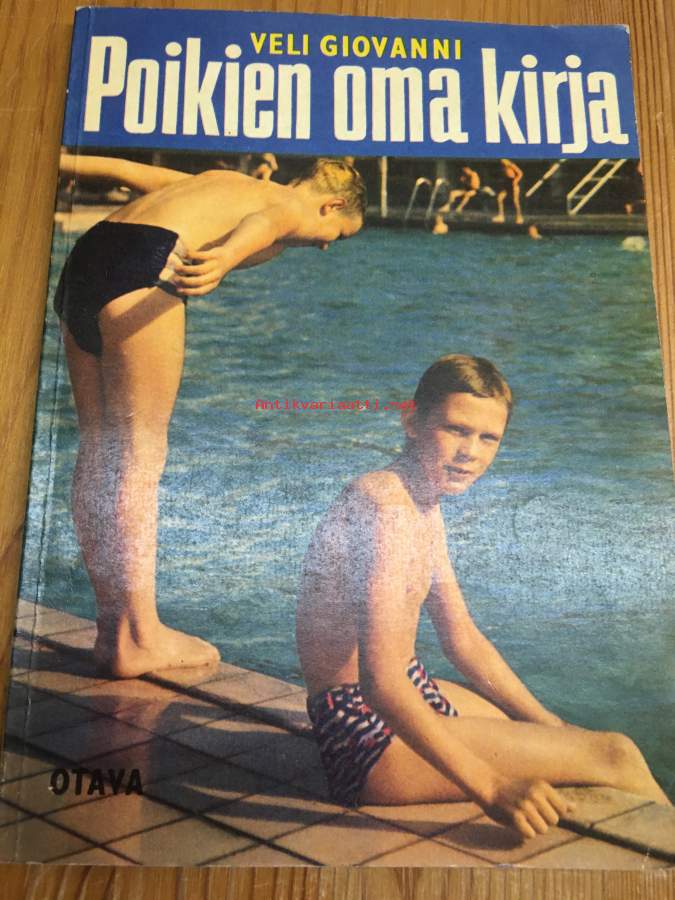 VELI GIOVANNI
Poikien oma kirja
Antikvariaatti.net
OTAVA